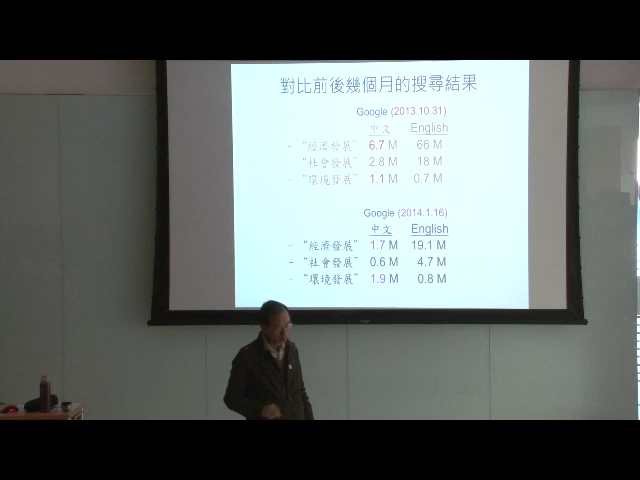 對比前後幾個月的搜尋結果
Google (2013.10.31)
中文 English
- “經濟發展” 6.7 M 66 M
- “社會發展” 2.8 M 18 M
- “環境發展” 1.1 M 0.7 M
Google (2014.1.16)
中文 English
- “經濟發展” 1.7 M 19.1 M
- “社會發展” 0.6 M 4.7 M
- “環境發展” 1.9 M 0.8 M